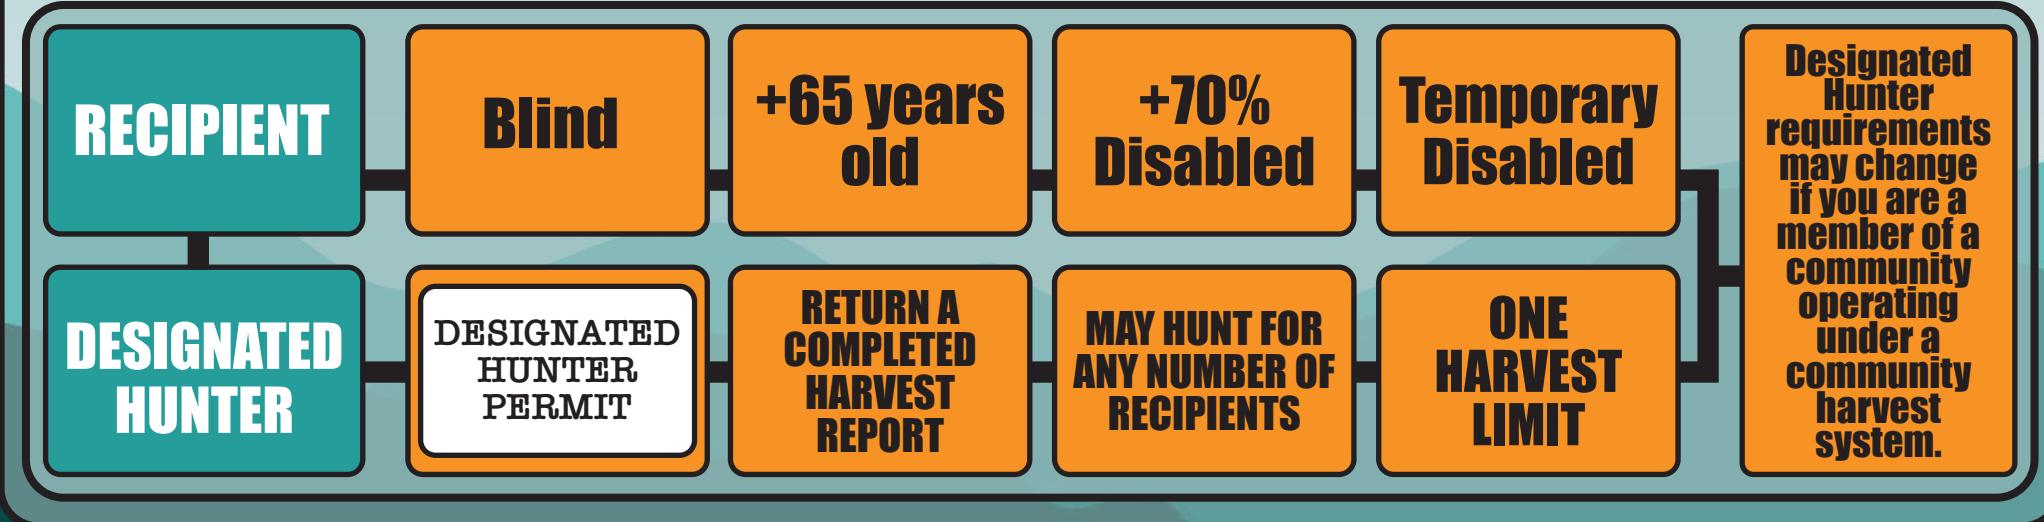 RECIPIENT
Blind
+65 years
old
+70%
Disabled
Temporary
Disabled
DESIGNATED
HUNTER
DESIGNATED
HUNTER
PERMIT
RETURN A
COMPLETED
HARVEST
REPORT
MAY HUNT FOR
ANY NUMBER OF
RECIPIENTS
ONE
HARVEST
LIMIT
Designated
Hunter
requirements
may change
if you are a
member of a
community
operating
under a
community
harvest
system.